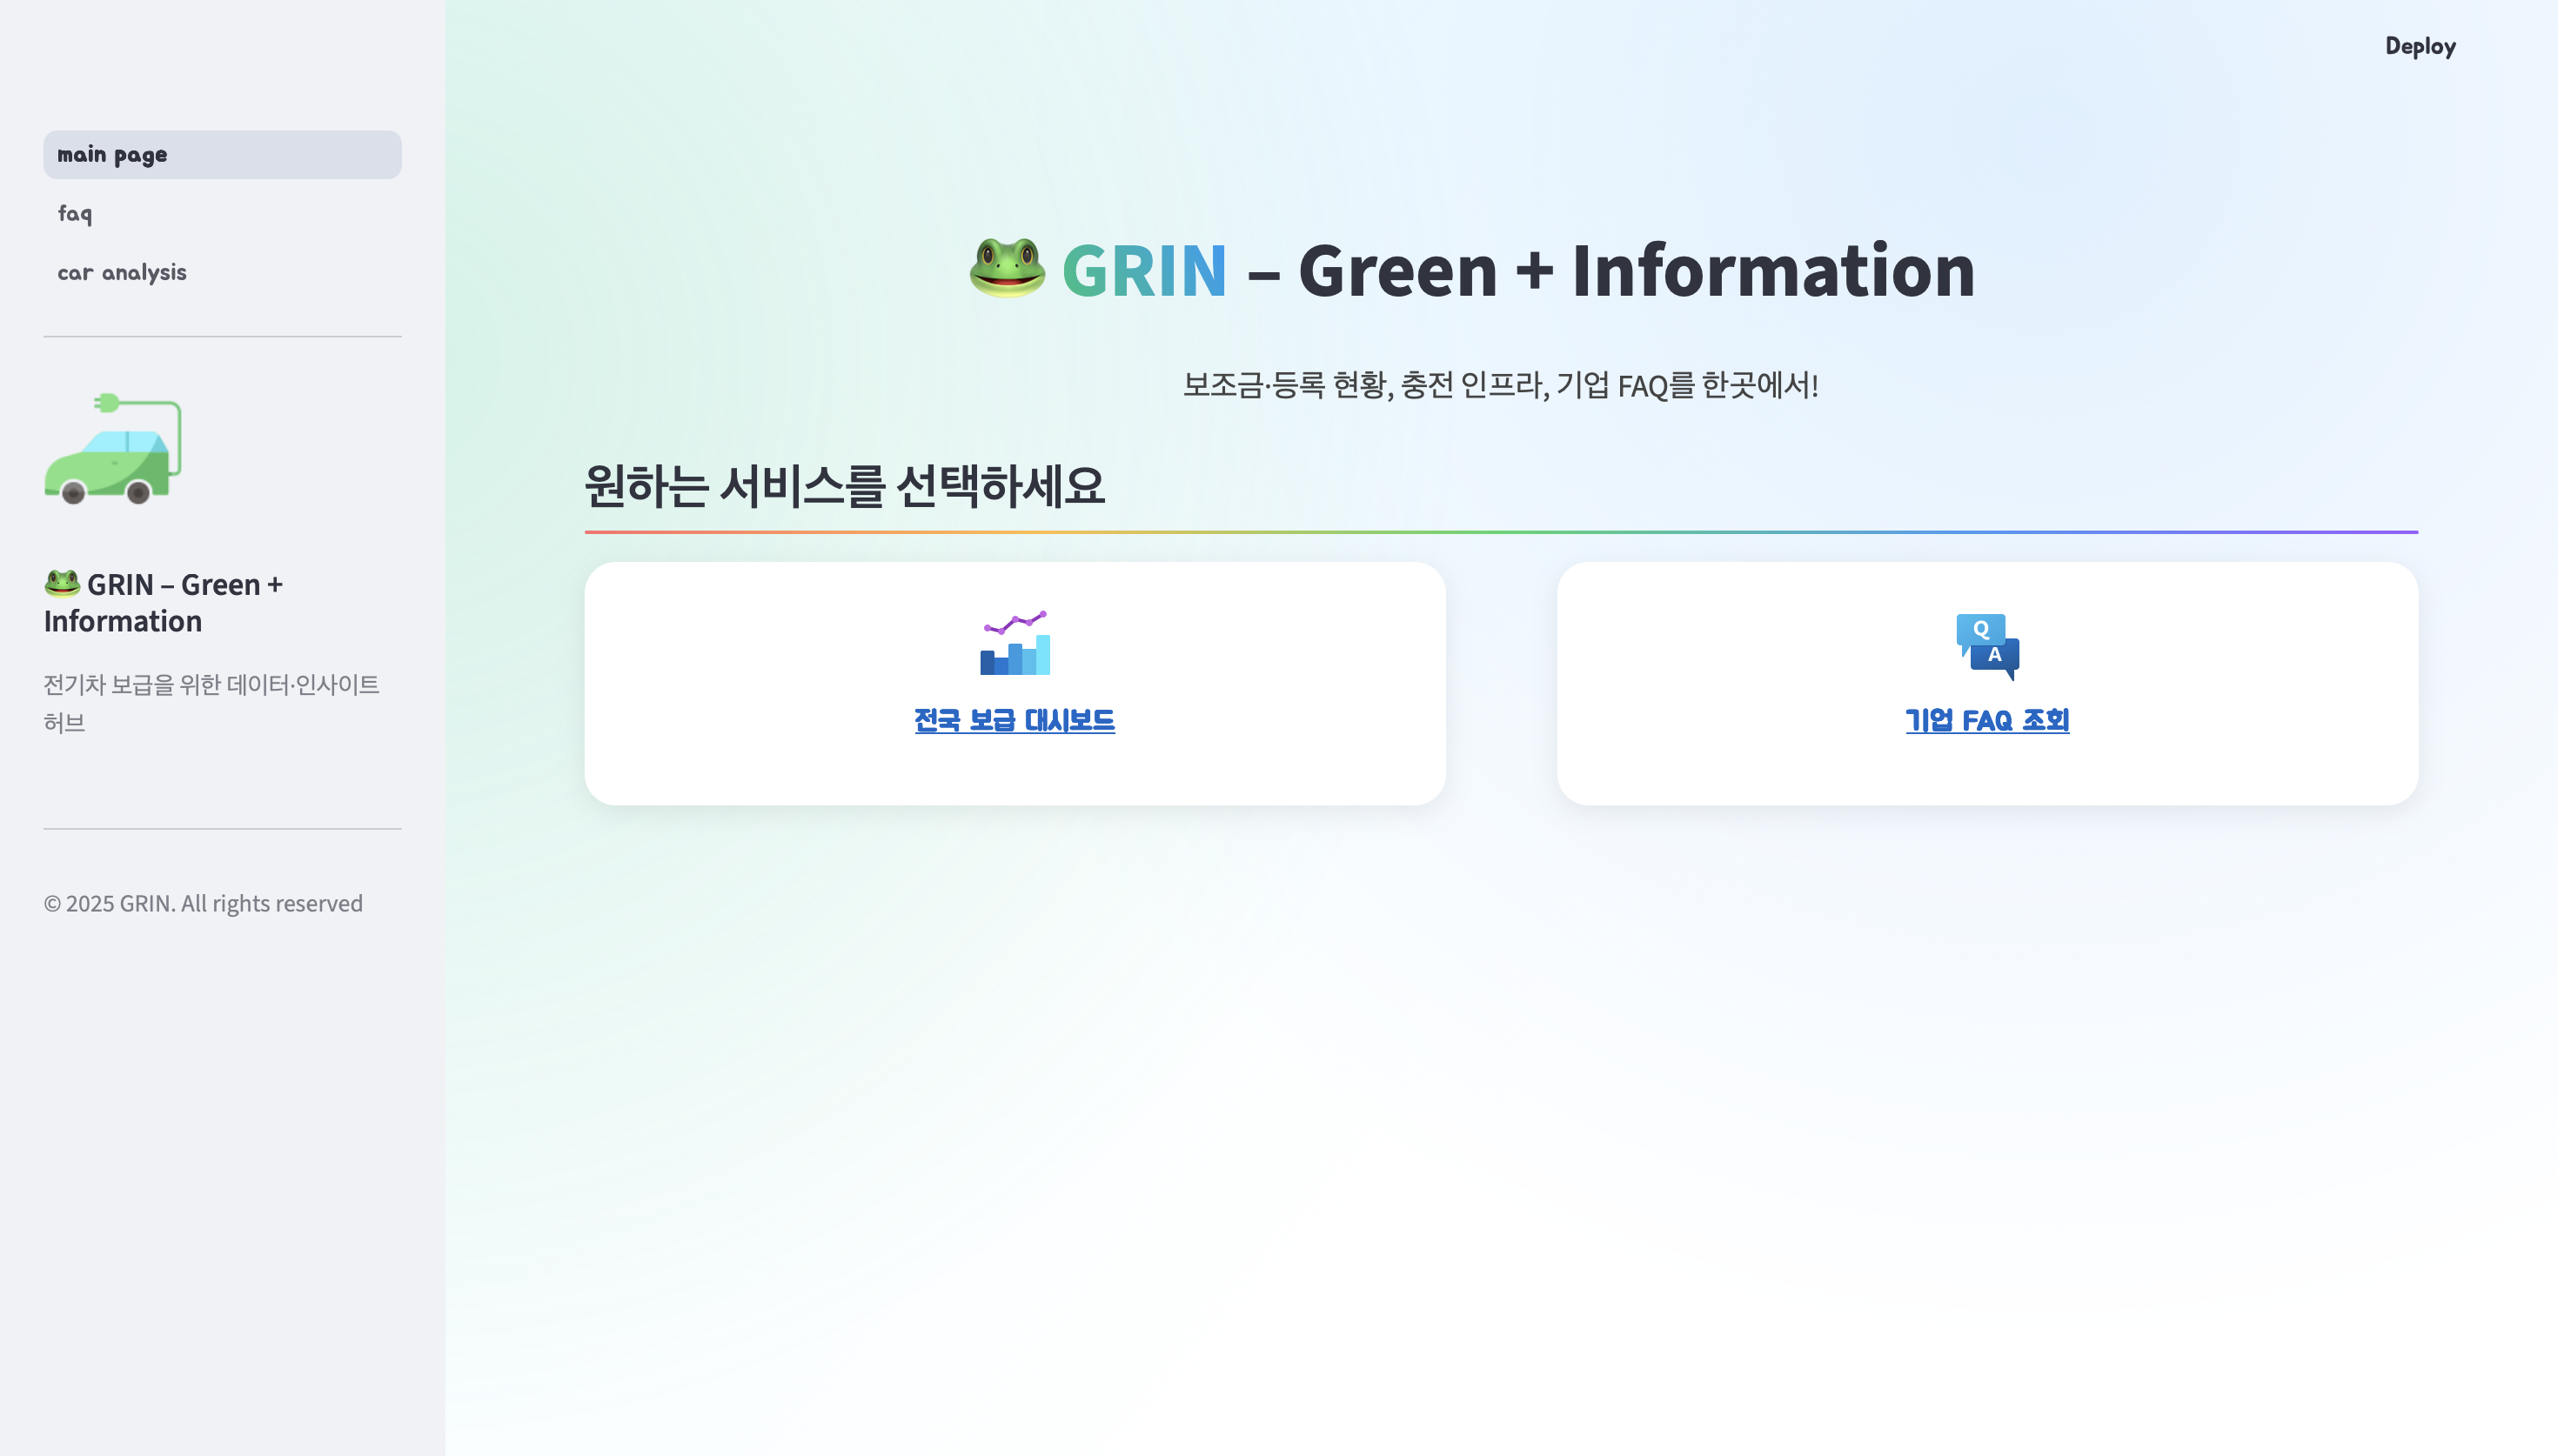 Deploy
main page
faq
car analysis
GRIN – Green +
Information
전기차 보급을 위한 데이터·인사이트
허브
© 2025 GRIN. All rights reserved
GRIN – Green + Information
보조금·등록 현황, 충전 인프라, 기업 FAQ를 한곳에서!
원하는 서비스를 선택하세요
전국 보급 대시보드
Q
A
기업 FAQ 조회